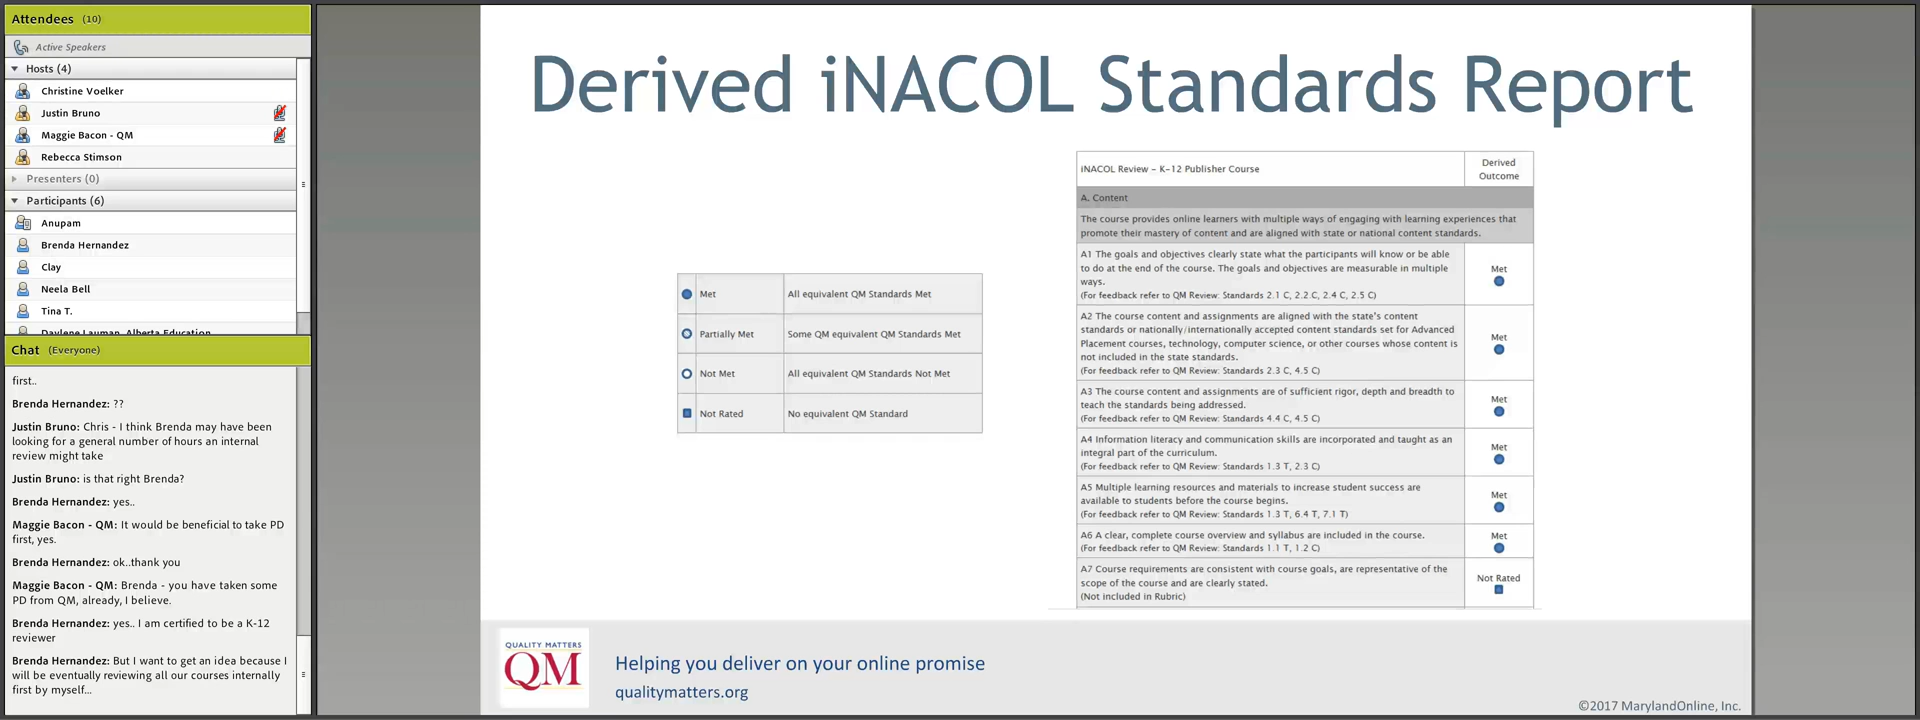 Attendees (10)
Active Speakers
Hosts (4)
Christine Voelker
Justin Bruno
Maggie Bacon - QM
Rebecca Stimson
Presenters (0)
Participants (6)
Anupam
Brenda Hernandez
Clay
Neela Bell
Tina T.
Daylene Lauman, Alberta Education
Chat (Everyone)
first..
Brenda Hernandez: ??
Justin Bruno: Chris - I think Brenda may have been
looking for a general number of hours an internal
review might take
Justin Bruno: is that right Brenda?
Brenda Hernandez: yes..
Maggie Bacon - QM: It would be beneficial to take PD
first, yes.
Brenda Hernandez: ok..thank you
Maggie Bacon - QM: Brenda - you have taken some
PD from QM, already, I believe.
Brenda Hernandez: yes.. I am certified to be a K-12
reviewer
Brenda Hernandez: But I want to get an idea because I
will be eventually reviewing all our courses internally
first by myself...
Derived iNACOL Standards Report
Met All equivalent QM Standards Met
Partially Met Some QM equivalent QM Standards Met
Not Met All equivalent QM Standards Not Met
Not Rated No equivalent QM Standard
iNACOL Review – K-12 Publisher Course
Derived
Outcome
A. Content
The course provides online learners with multiple ways of engaging with learning experiences that
promote their mastery of content and are aligned with state or national content standards.
A1 The goals and objectives clearly state what the participants will know or be able
to do at the end of the course. The goals and objectives are measurable in multiple
ways.
(For feedback refer to QM Review: Standards 2.1 C, 2.2.C, 2.4 C, 2.5 C)
Met
A2 The course content and assignments are aligned with the state's content
standards or nationally/internationally accepted content standards set for Advanced
Placement courses, technology, computer science, or other courses whose content is
not included in the state standards.
(For feedback refer to QM Review: Standards 2.3 C, 4.5 C)
Met
A3 The course content and assignments are of sufficient rigor, depth and breadth to
teach the standards being addressed.
(For feedback refer to QM Review: Standards 4.4 C, 4.5 C)
Met
A4 Information literacy and communication skills are incorporated and taught as an
integral part of the curriculum.
(For feedback refer to QM Review: Standards 1.3 T, 2.3 C)
Met
A5 Multiple learning resources and materials to increase student success are
available to students before the course begins.
(For feedback refer to QM Review: Standards 1.3 T, 6.4 T, 7.1 T)
Met
A6 A clear, complete course overview and syllabus are included in the course.
(For feedback refer to QM Review: Standards 1.1 T, 1.2 C)
Met
A7 Course requirements are consistent with course goals, are representative of the
scope of the course and are clearly stated.
(Not included in Rubric)
Not Rated
QUALITY MATTERS
QM
Helping you deliver on your online promise
qualitymatters.org
©2017 MarylandOnline, Inc.